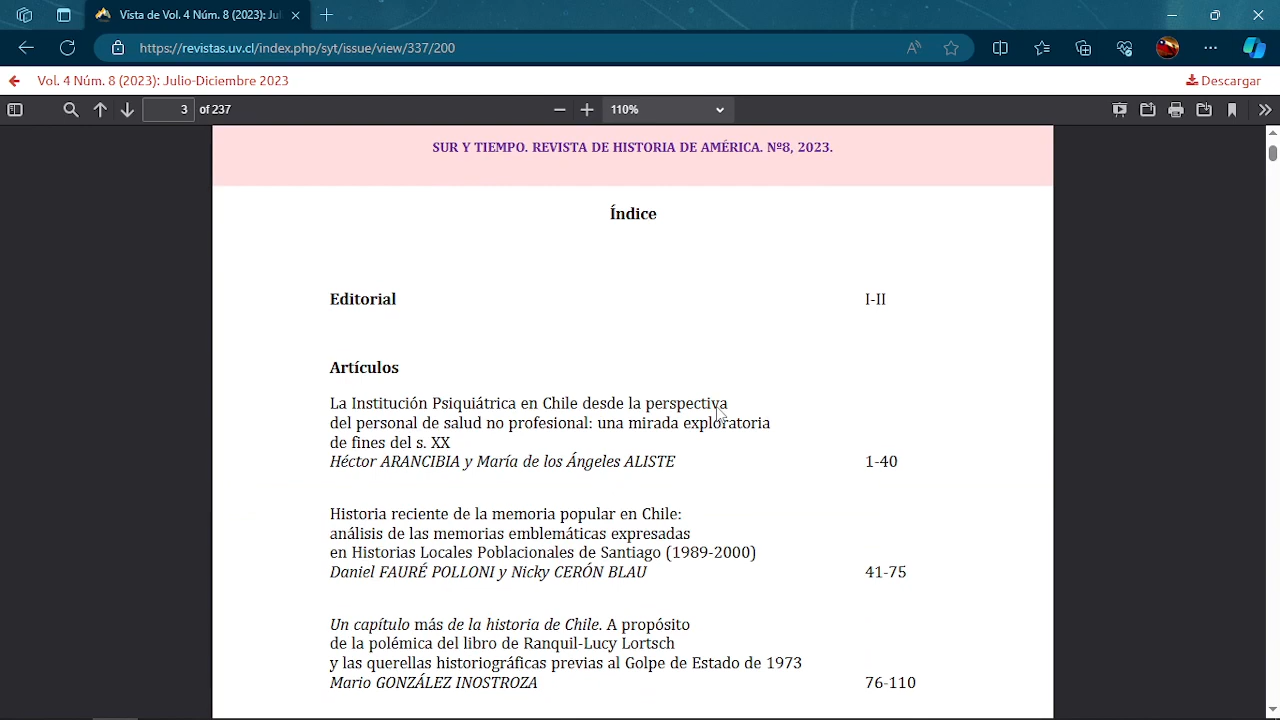 Vista de Vol. 4 Núm. 8 (2023): Jul
https://revistas.uv.cl/index.php/syt/issue/view/337/200
Vol. 4 Núm. 8 (2023): Julio-Diciembre 2023
Descargar
3 of 237
110%
SUR Y TIEMPO. REVISTA DE HISTORIA DE AMÉRICA. Nº8, 2023.
Índice
Editorial I-II
Artículos
La Institución Psiquiátrica en Chile desde la perspectiva
del personal de salud no profesional: una mirada exploratoria
de fines del s. XX
Héctor ARANCIBIA y María de los Ángeles ALISTE 1-40
Historia reciente de la memoria popular en Chile:
análisis de las memorias emblemáticas expresadas
en Historias Locales Poblacionales de Santiago (1989-2000)
Daniel FAURÉ POLLONI y Nicky CERÓN BLAU 41-75
Un capítulo más de la historia de Chile. A propósito
de la polémica del libro de Ranquil-Lucy Lortsch
y las querellas historiográficas previas al Golpe de Estado de 1973
Mario GONZÁLEZ INOSTROZA 76-110